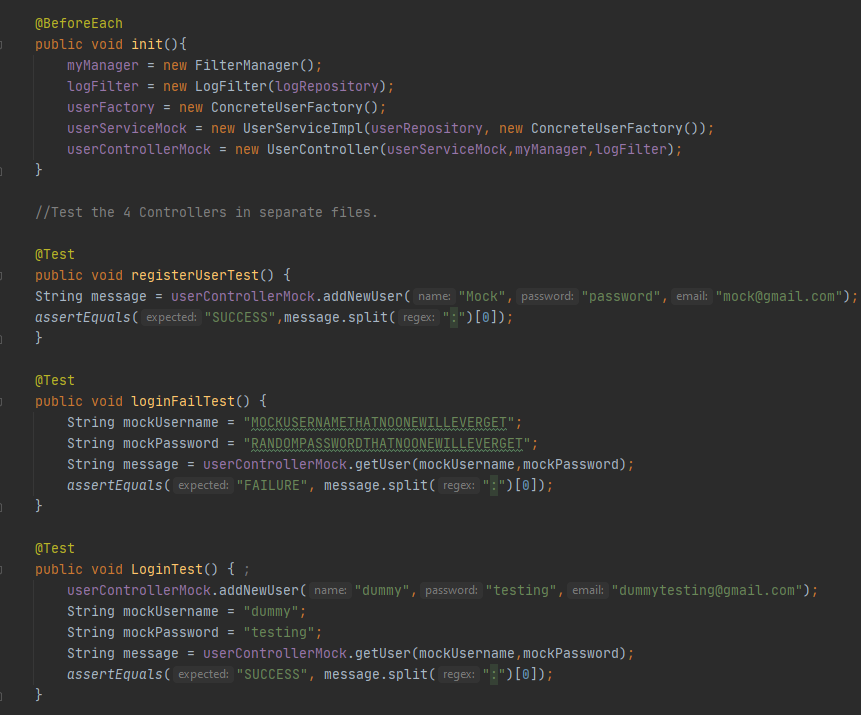 @BeforeEach
public void init(){
myManager = new FilterManager();
logFilter = new LogFilter(logRepository);
userFactory = new ConcreteUserFactory();
userServiceMock = new UserServiceImpl(userRepository, new ConcreteUserFactory());
userControllerMock = new UserController(userServiceMock,myManager,logFilter);
}
//Test the 4 Controllers in separate files.
@Test
public void registerUserTest() {
String message = userControllerMock.addNewUser( name: "Mock", password: "password", email: "mock@gmail.com");
assertEquals( expected: "SUCCESS",message.split( regex: ":")[0]);
}
@Test
public void loginFailTest() {
String mockUsername = "MOCKUSERNAMETHATNOONEWILLEVERGET";
String mockPassword = "RANDOMPASSWORDTHATNOONEWILLEVERGET";
String message = userControllerMock.getUser(mockUsername,mockPassword);
assertEquals( expected: "FAILURE", message.split( regex: ":")[0]);
}
@Test
public void LoginTest() { ;
userControllerMock.addNewUser( name: "dummy", password: "testing", email: "dummytesting@gmail.com");
String mockUsername = "dummy";
String mockPassword = "testing";
String message = userControllerMock.getUser(mockUsername,mockPassword);
assertEquals( expected: "SUCCESS", message.split( regex: ":")[0]);
}